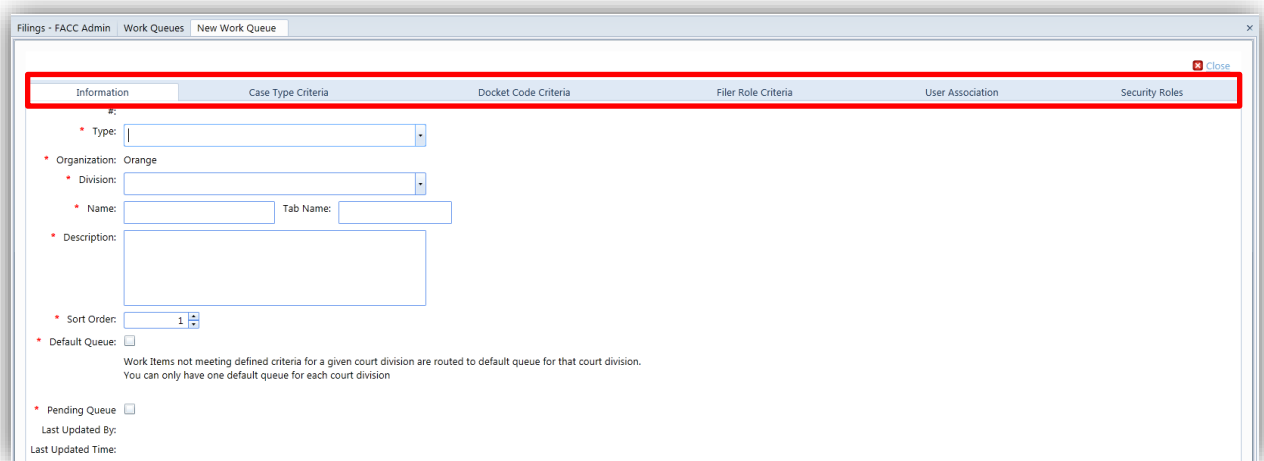 Filings - FACC Admin Work Queues New Work Queue
Close
Information Case Type Criteria Docket Code Criteria Filer Role Criteria User Association Security Roles
#:
* Type:
* Organization: Orange
* Division:
* Name: Tab Name:
* Description:
* Sort Order: 1
* Default Queue:
Work Items not meeting defined criteria for a given court division are routed to default queue for that court division.
You can only have one default queue for each court division
* Pending Queue
Last Updated By:
Last Updated Time: